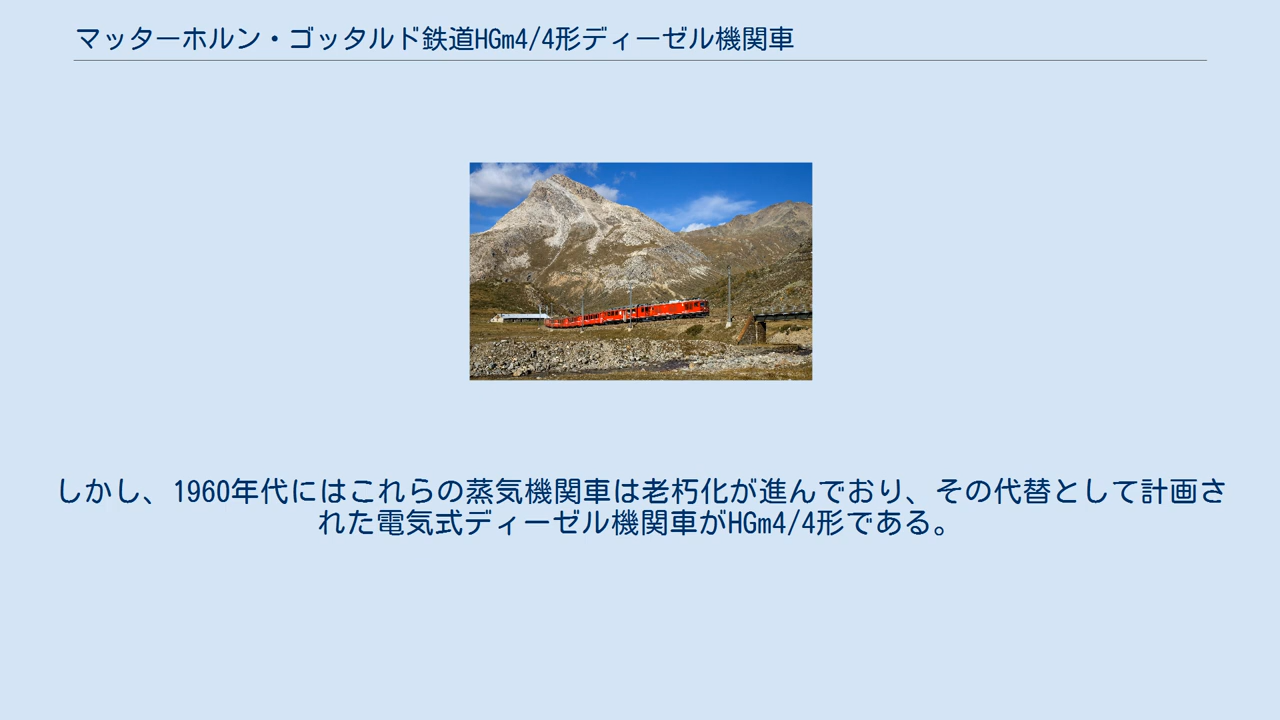 マッターホルン・ゴッタルド鉄道HGm4/4形ディーゼル機関車
しかし、1960年代にはこれらの蒸気機関車は老朽化が進んでおり、その代替として計画さ
れた電気式ディーゼル機関車がHGm4/4形である。